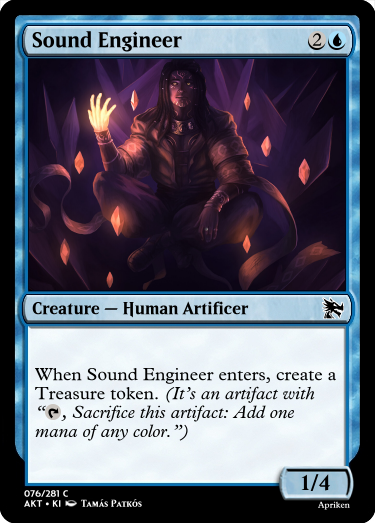 Sound Engineer 2
Creature — Human Artificer
When Sound Engineer enters, create a
Treasure token. (It's an artifact with
“, Sacrifice this artifact: Add one
mana of any color.”)
1/4
076/281 C
AKT • KI Tamás Patkós
Apriken